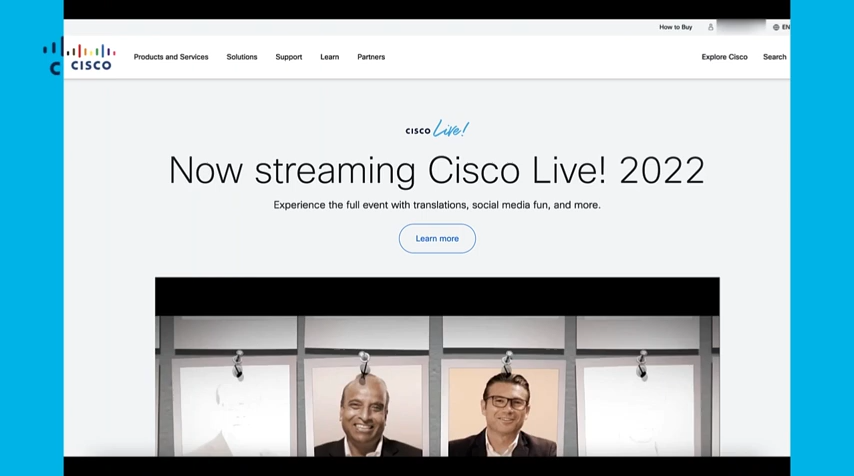 How to Buy
EN
CISCO
Products and Services
Solutions
Support
Learn
Partners
Explore Cisco
Search
CISCO Live!
Now streaming Cisco Live! 2022
Experience the full event with translations, social media fun, and more.
Learn more